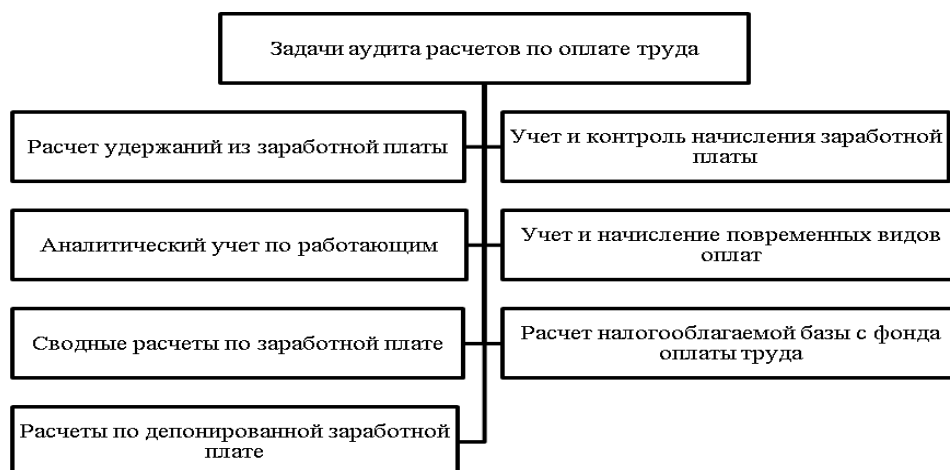 Задачи аудита расчетов по оплате труда
Расчет удержаний из заработной платы
Учет и контроль начисления заработной
платы
Аналитический учет по работающим
Учет и начисление повременных видов
оплат
Сводные расчеты по заработной плате
Расчет налогооблагаемой базы с фонда
оплаты труда
Расчеты по депонированной заработной
плате